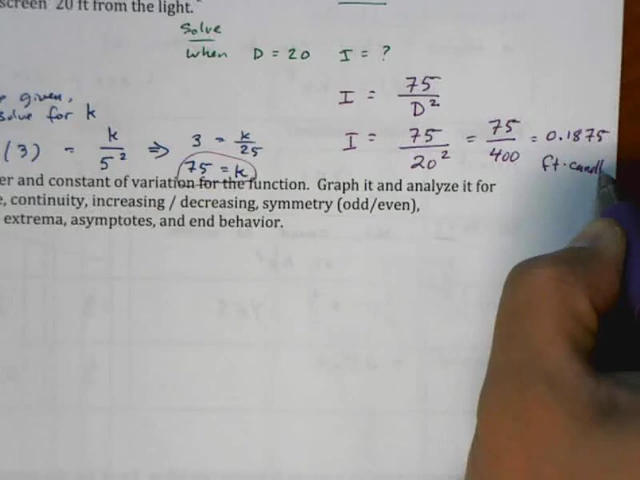 screen 20 ft from the light.
Solve
when D = 20 I = ?
given,
solve for k
I = 75 / D²
(3) = k / 5² ⇒ 3 = k / 25
75 = k
I = 75 / 20² = 75 / 400 = 0.1875
ft·candl
er and constant of variation for the function. Graph it and analyze it for
e, continuity, increasing / decreasing, symmetry (odd/even),
extrema, asymptotes, and end behavior.